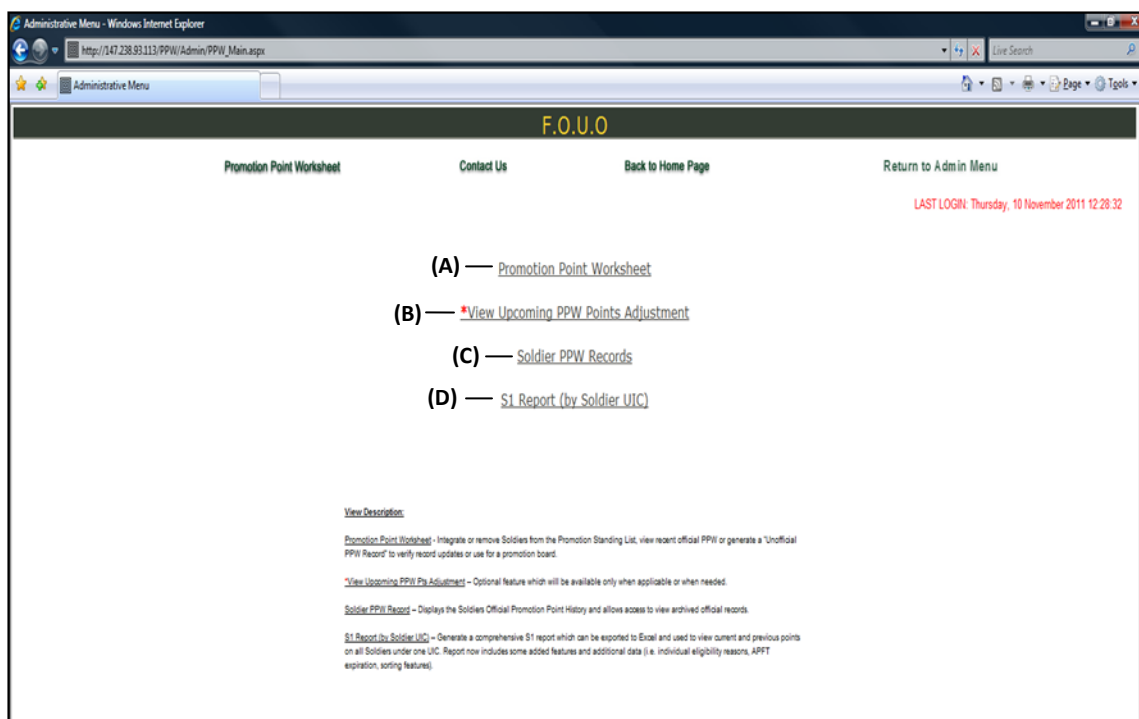 Administrative Menu - Windows Internet Explorer
http://147.238.93.113/PPW/Admin/PPW_Main.aspx
Live Search
Administrative Menu
Page
Tools
F.O.U.O
Promotion Point Worksheet Contact Us Back to Home Page Return to Admin Menu
LAST LOGIN: Thursday, 10 November 2011 12:28:32
(A) Promotion Point Worksheet
(B) *View Upcoming PPW Points Adjustment
(C) Soldier PPW Records
(D) S1 Report (by Soldier UIC)
View Description:
Promotion Point Worksheet - Integrate or remove Soldiers from the Promotion Standing List, view recent official PPW or generate a "Unofficial
PPW Record" to verify record updates or use for a promotion board.
*View Upcoming PPW Pts Adjustment – Optional feature which will be available only when applicable or when needed.
Soldier PPW Record – Displays the Soldiers Official Promotion Point History and allows access to view archived official records.
S1 Report (by Soldier UIC) – Generate a comprehensive S1 report which can be exported to Excel and used to view current and previous points
on all Soldiers under one UIC. Report now includes some added features and additional data (i.e. individual eligibility reasons, APFT
expiration, sorting features).